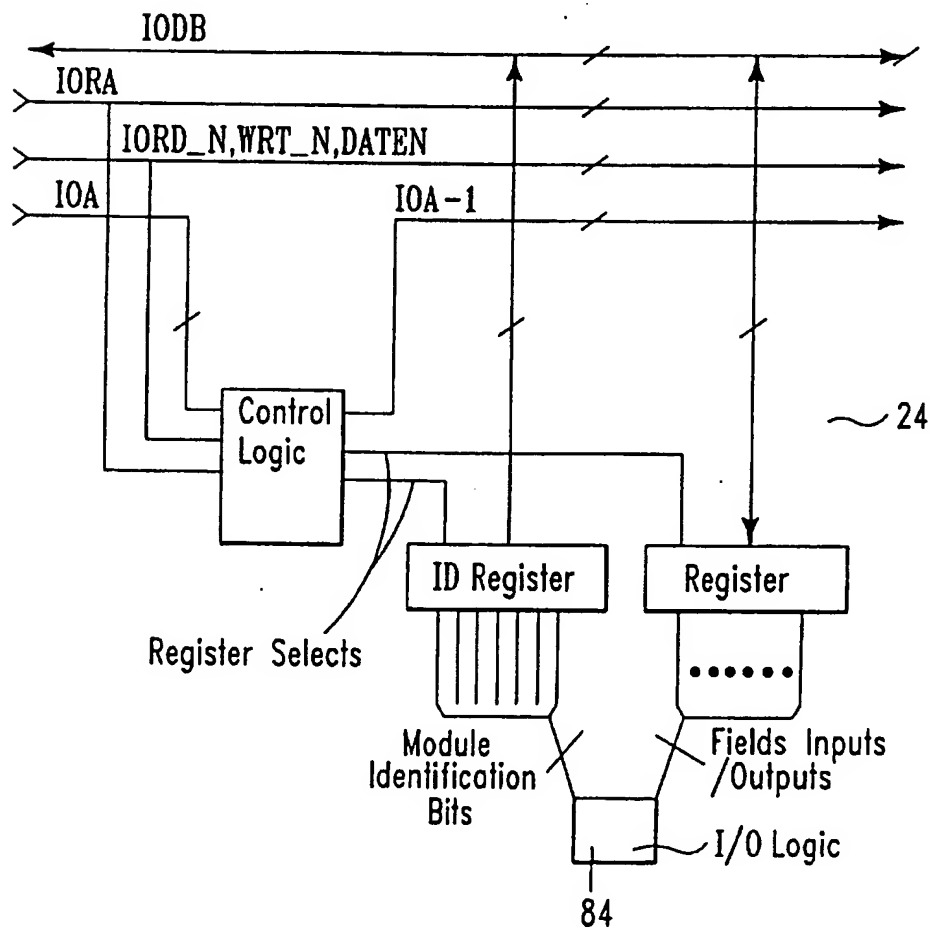 IODB
IORA
IORD_N,WRT_N,DATEN
IOA
IOA-1
Control
Logic
24
ID Register
Register
Register Selects
Module
Identification
Bits
Fields Inputs
/Outputs
I/O Logic
84